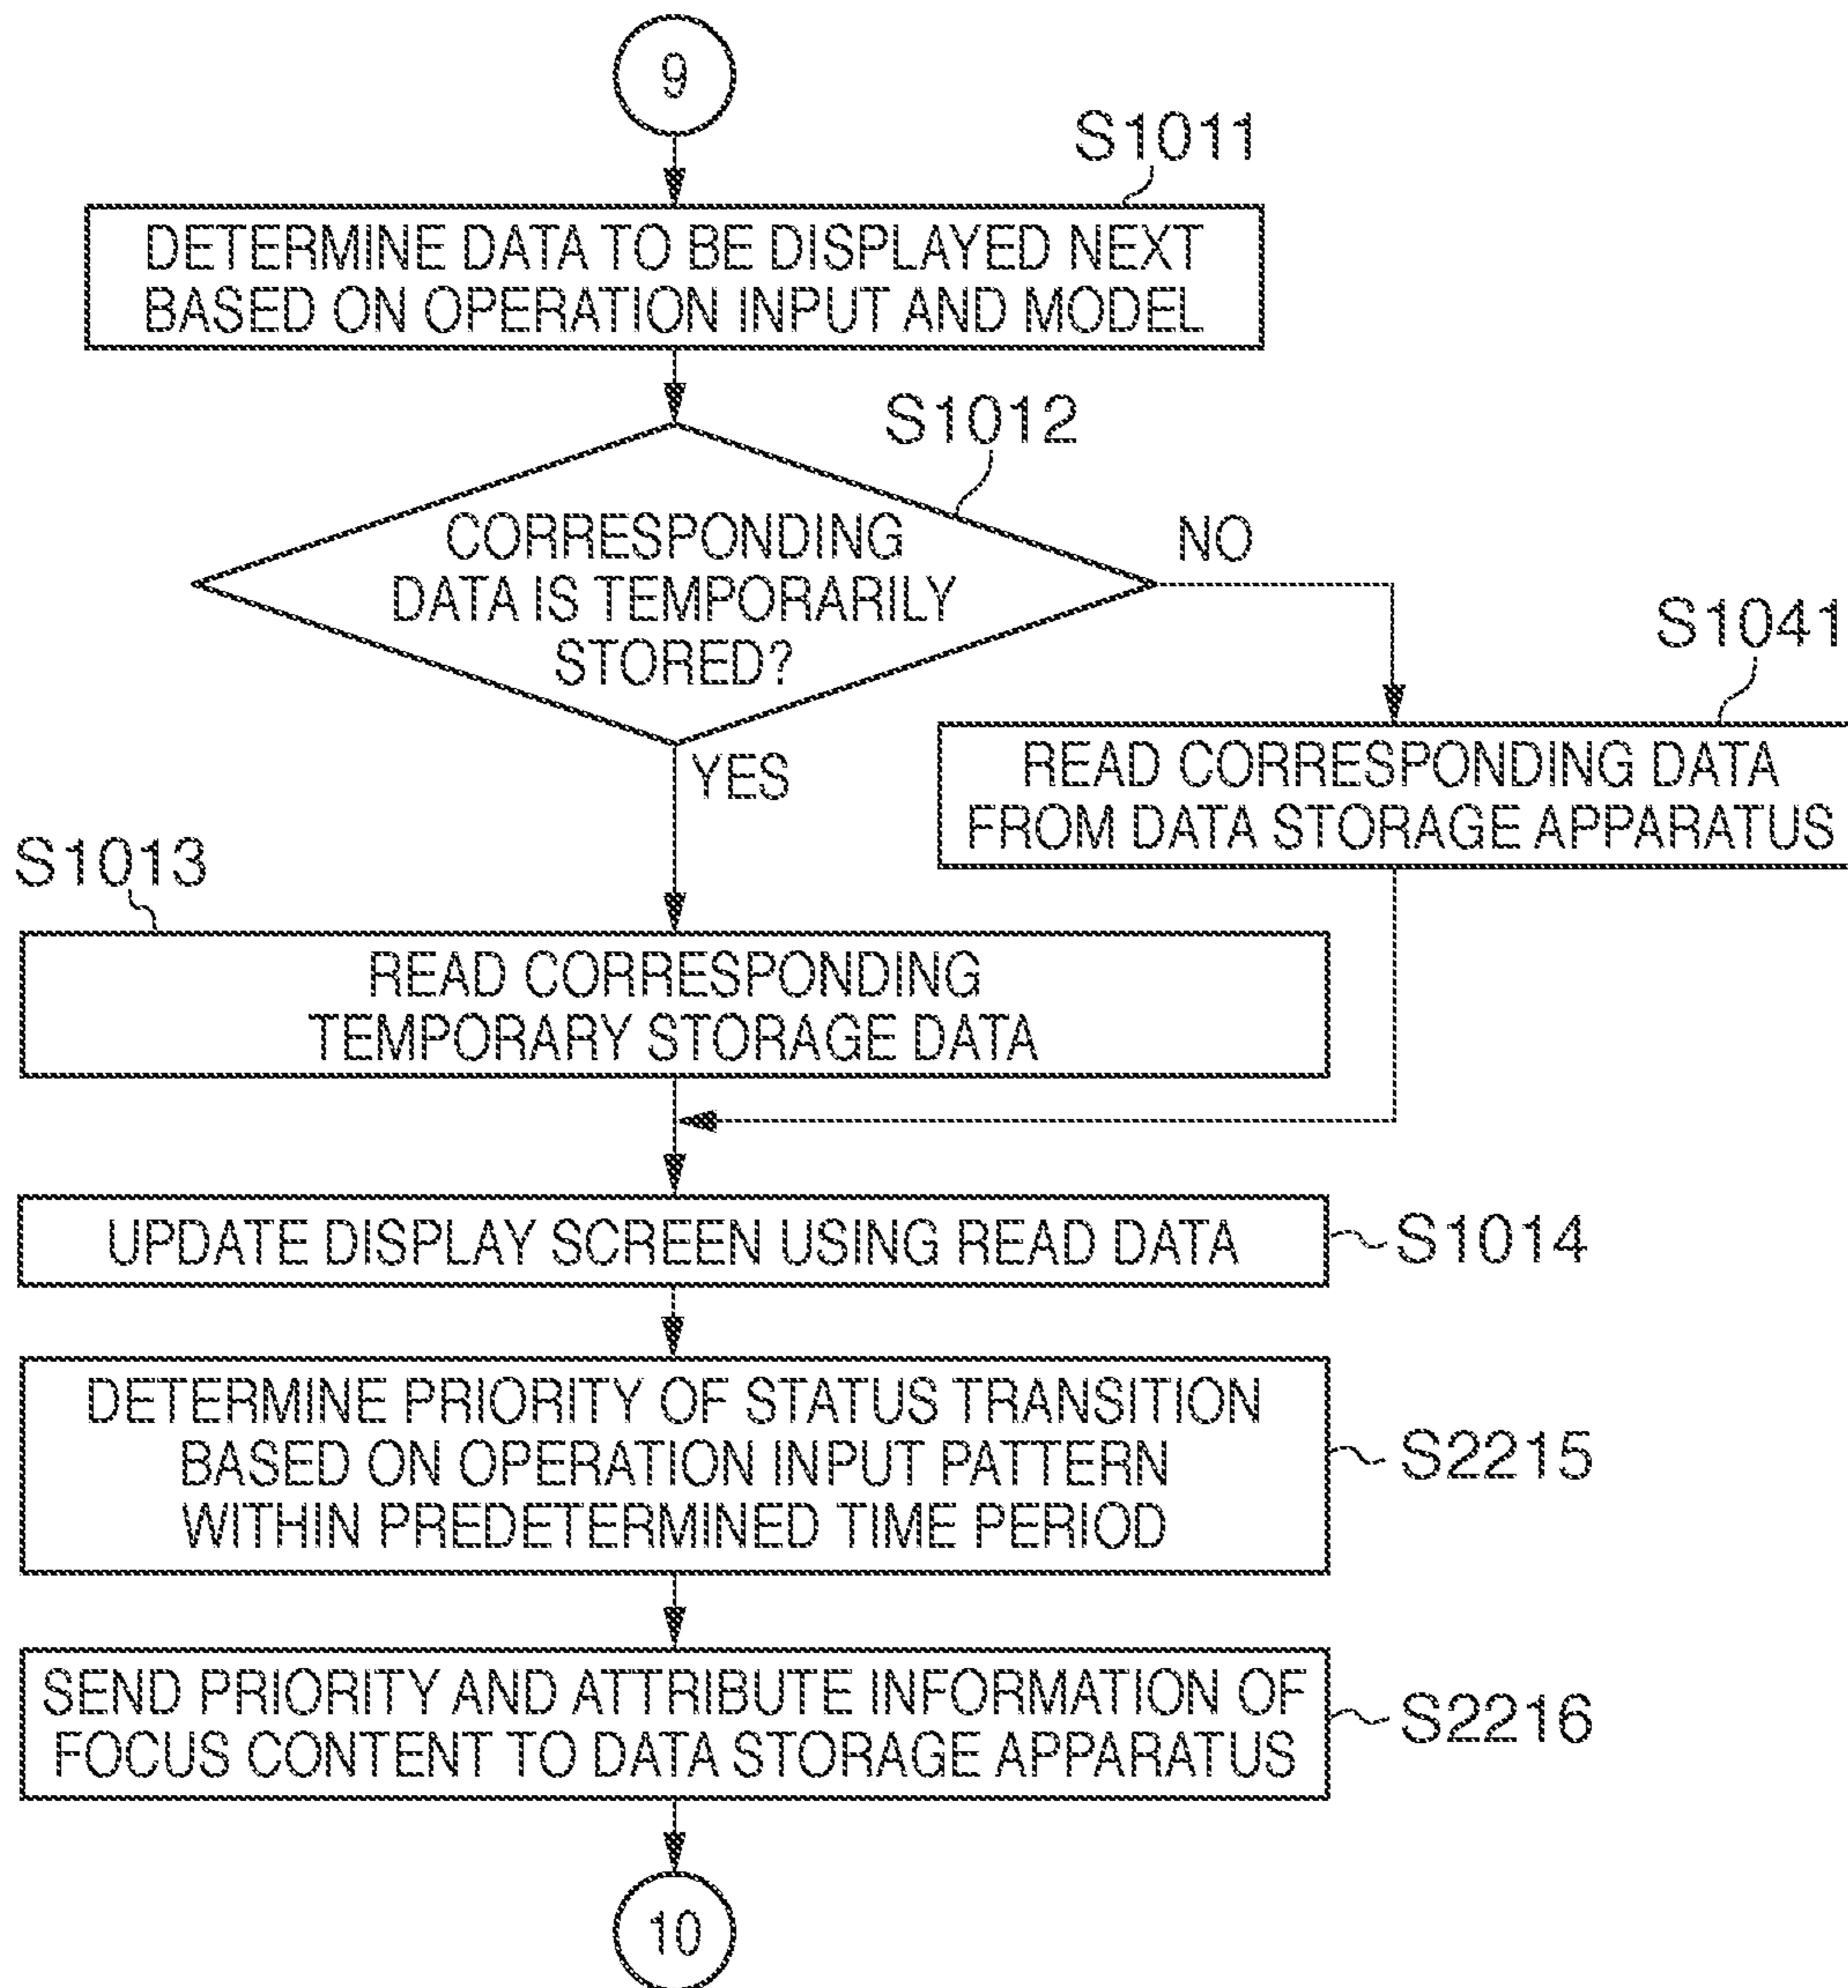 9
S1011
DETERMINE DATA TO BE DISPLAYED NEXT
BASED ON OPERATION INPUT AND MODEL
S1012
CORRESPONDING
DATA IS TEMPORARILY
STORED?
NO
YES
S1041
READ CORRESPONDING DATA
FROM DATA STORAGE APPARATUS
S1013
READ CORRESPONDING
TEMPORARY STORAGE DATA
UPDATE DISPLAY SCREEN USING READ DATA
S1014
DETERMINE PRIORITY OF STATUS TRANSITION
BASED ON OPERATION INPUT PATTERN
WITHIN PREDETERMINED TIME PERIOD
S2215
SEND PRIORITY AND ATTRIBUTE INFORMATION OF
FOCUS CONTENT TO DATA STORAGE APPARATUS
S2216
10